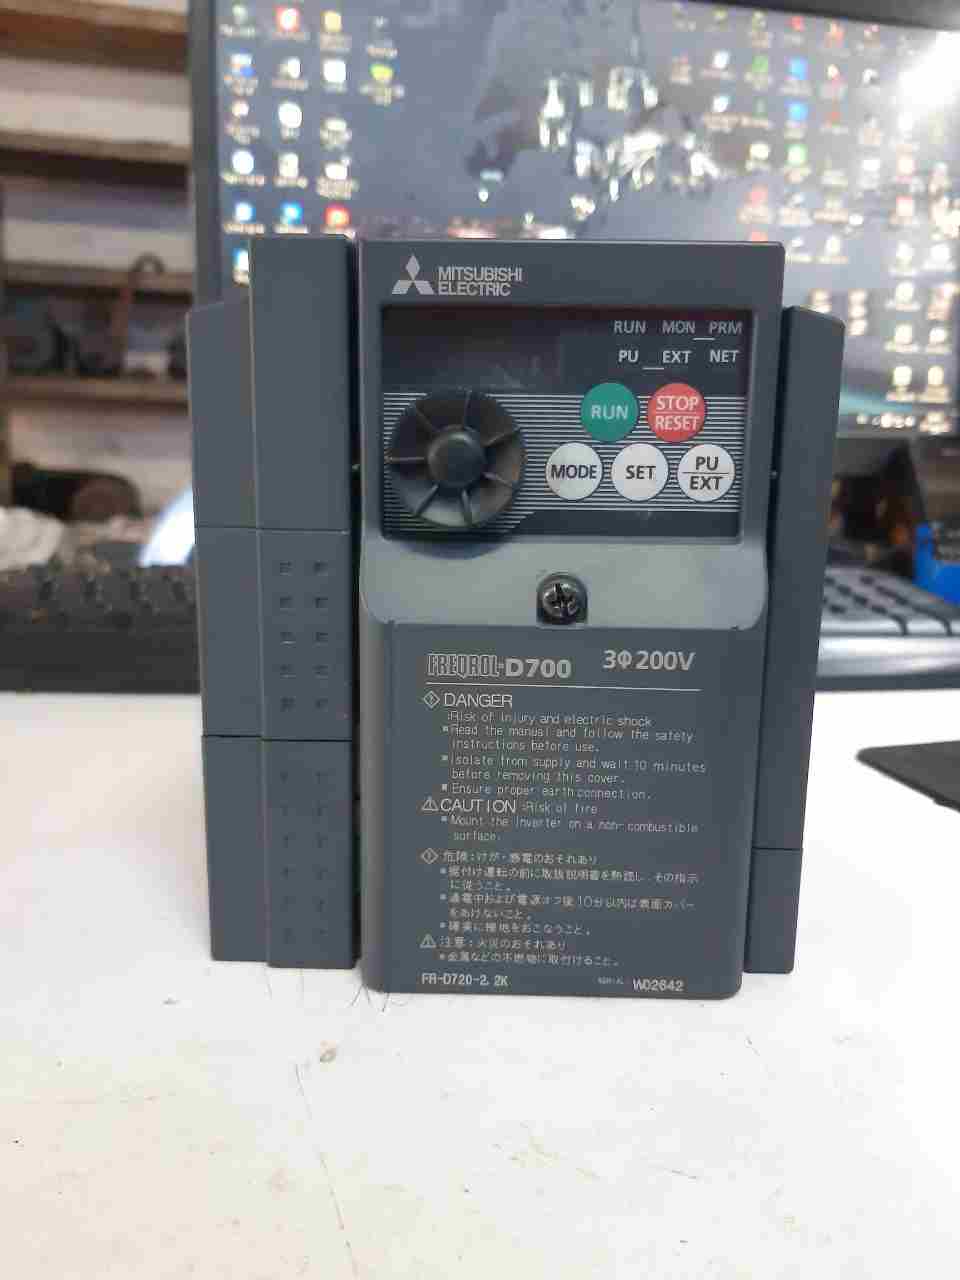 MITSUBISHI
ELECTRIC
RUN MON PRM
PU EXT NET
RUN
STOP
RESET
MODE
SET
PU
EXT
FREQROL-D700 3Φ200V
DANGER
:Risk of injury and electric shock
Read the manual and follow the safety
instructions before use.
Isolate from supply and wait 10 minutes
before removing this cover.
Ensure proper earth connection.
CAUTION :Risk of fire
Mount the inverter on a non-combustible
surface.
危険:けが・感電のおそれあり
据付け運転の前に取扱説明書を熟読し、その指示
に従うこと。
通電中および電源オフ後10分以内は表面カバー
をあけないこと。
確実に接地をおこなうこと。
注意:火災のおそれあり
金属などの不燃物に取付けること。
FR-D720-2.2K SERIAL: W02642